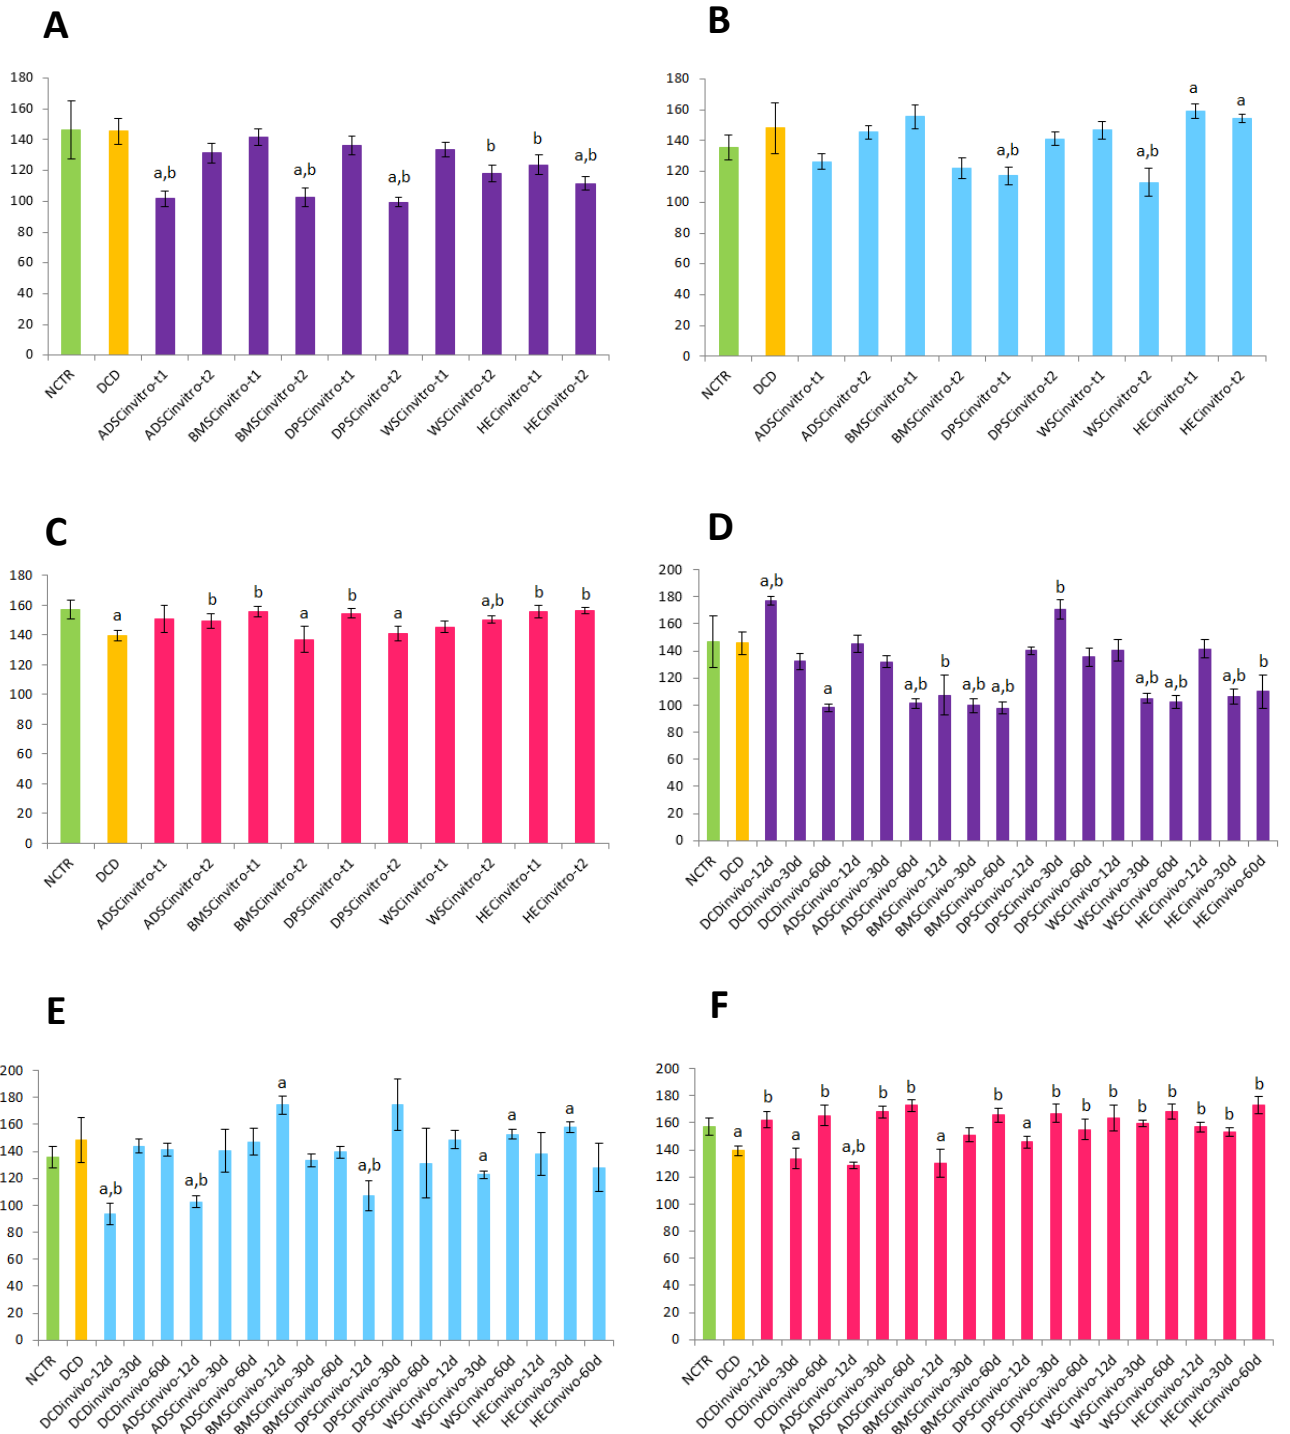 A
180
160
140
120
100
80
60
40
20
0
a,b
a,b
a,b
b
b
a,b
NCTR
DCD
ADSCinvitro-t1
ADSCinvitro-t2
BMSCinvitro-t1
BMSCinvitro-t2
DPSCinvitro-t1
DPSCinvitro-t2
WSCinvitro-t1
WSCinvitro-t2
HECinvitro-t1
HECinvitro-t2
B
180
160
140
120
100
80
60
40
20
0
a,b
a,b
a
a
NCTR
DCD
ADSCinvitro-t1
ADSCinvitro-t2
BMSCinvitro-t1
BMSCinvitro-t2
DPSCinvitro-t1
DPSCinvitro-t2
WSCinvitro-t1
WSCinvitro-t2
HECinvitro-t1
HECinvitro-t2
C
180
160
140
120
100
80
60
40
20
0
a
b
b
a
b
a
a,b
b
b
NCTR
DCD
ADSCinvitro-t1
ADSCinvitro-t2
BMSCinvitro-t1
BMSCinvitro-t2
DPSCinvitro-t1
DPSCinvitro-t2
WSCinvitro-t1
WSCinvitro-t2
HECinvitro-t1
HECinvitro-t2
D
200
180
160
140
120
100
80
60
40
20
0
a,b
a
a,b
b
a,b
a,b
b
a,b
a,b
a,b
b
NCTR
DCD
DCDinvivo-12d
DCDinvivo-30d
DCDinvivo-60d
ADSCinvivo-12d
ADSCinvivo-30d
ADSCinvivo-60d
BMSCinvivo-12d
BMSCinvivo-30d
BMSCinvivo-60d
DPSCinvivo-12d
DPSCinvivo-30d
DPSCinvivo-60d
WSCinvivo-12d
WSCinvivo-30d
WSCinvivo-60d
HECinvivo-12d
HECinvivo-30d
HECinvivo-60d
E
200
180
160
140
120
100
80
60
40
20
0
a,b
a,b
a
a,b
a
a
a
NCTR
DCD
DCDinvivo-12d
DCDinvivo-30d
DCDinvivo-60d
ADSCinvivo-12d
ADSCinvivo-30d
ADSCinvivo-60d
BMSCinvivo-12d
BMSCinvivo-30d
BMSCinvivo-60d
DPSCinvivo-12d
DPSCinvivo-30d
DPSCinvivo-60d
WSCinvivo-12d
WSCinvivo-30d
WSCinvivo-60d
HECinvivo-12d
HECinvivo-30d
HECinvivo-60d
F
200
180
160
140
120
100
80
60
40
20
0
a
b
a
b
a,b
b
b
a
b
a
b
b
b
b
b
b
b
b
NCTR
DCD
DCDinvivo-12d
DCDinvivo-30d
DCDinvivo-60d
ADSCinvivo-12d
ADSCinvivo-30d
ADSCinvivo-60d
BMSCinvivo-12d
BMSCinvivo-30d
BMSCinvivo-60d
DPSCinvivo-12d
DPSCinvivo-30d
DPSCinvivo-60d
WSCinvivo-12d
WSCinvivo-30d
WSCinvivo-60d
HECinvivo-12d
HECinvivo-30d
HECinvivo-60d